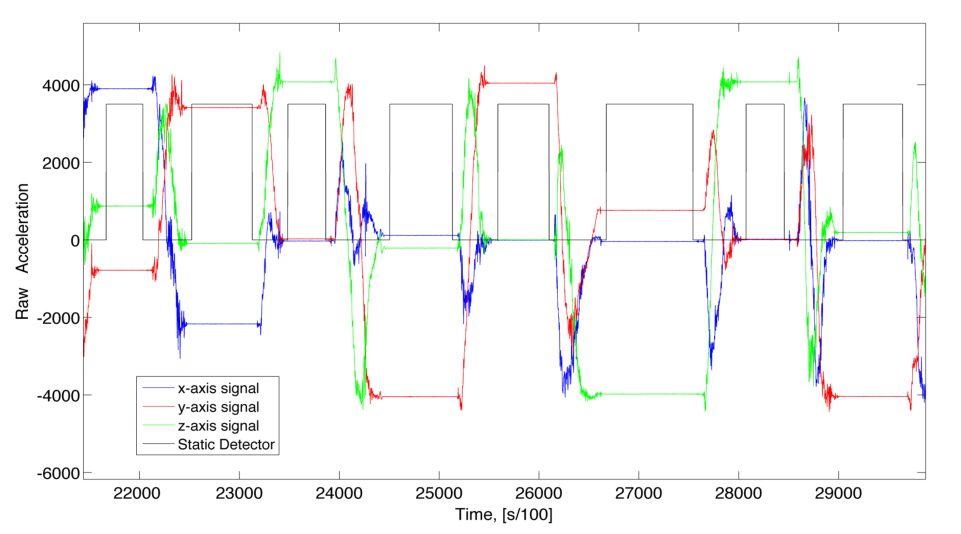 4000
2000
0
-2000
-4000
-6000
Raw Acceleration
x-axis signal
y-axis signal
z-axis signal
Static Detector
22000 23000 24000 25000 26000 27000 28000 29000
Time, [s/100]